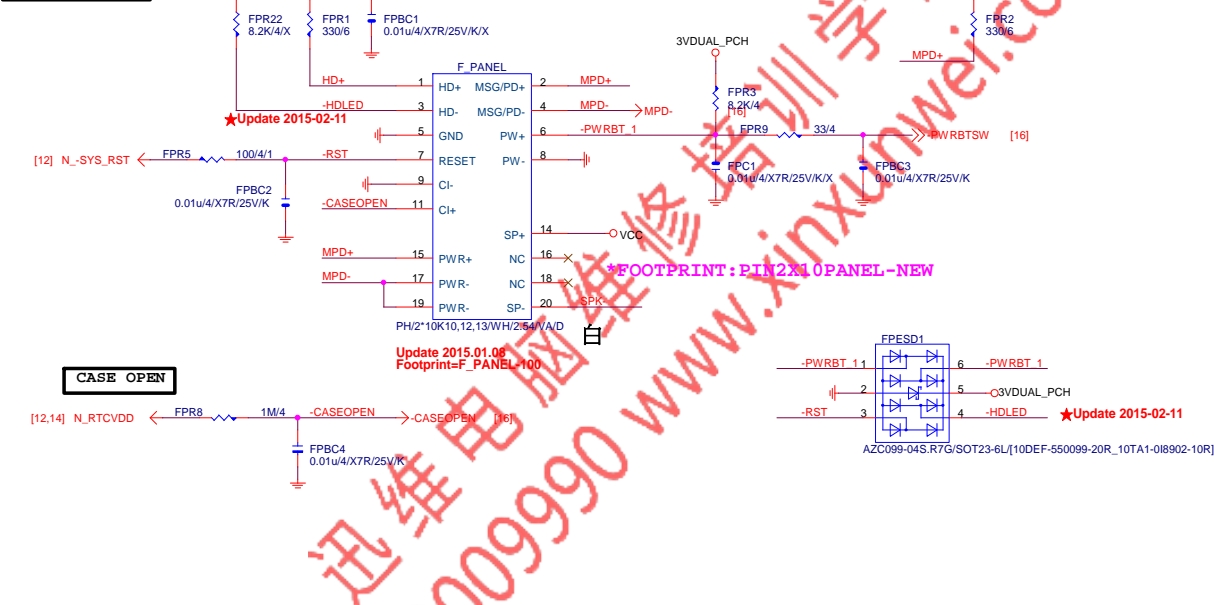 FPR22
8.2K/4/X
FPR1
330/6
FPBC1
0.01u/4/X7R/25V/K/X
FPR2
330/6
3VDUAL_PCH
MPD+
F_PANEL
HD+
1
HD+
MSG/PD+
2
MPD+
-HDLED
3
HD-
MSG/PD-
4
MPD-
MPD-
[16]
FPR3
8.2K/4
★Update 2015-02-11
5
GND
PW+
6
-PWRBT_1
FPR9
33/4
-PWRBTSW
[16]
[12] N_-SYS_RST
FPR5
100/4/1
-RST
7
RESET
PW-
8
FPC1
0.01u/4/X7R/25V/K/X
FPBC3
0.01u/4/X7R/25V/K
FPBC2
0.01u/4/X7R/25V/K
9
CI-
-CASEOPEN
11
CI+
SP+
14
VCC
MPD+
15
PWR+
NC
16
MPD-
17
PWR-
NC
18
19
PWR-
SP-
20
SPK-
*FOOTPRINT:PIN2X10PANEL-NEW
PH/2*10K10,12,13/WH/2.54/VA/D
白
Update 2015.01.08
Footprint=F_PANEL-100
CASE OPEN
[12,14] N_RTCVDD
FPR8
1M/4
-CASEOPEN
-CASEOPEN
[16]
FPBC4
0.01u/4/X7R/25V/K
FPESD1
-PWRBT_1
1
6
-PWRBT_1
2
5
3VDUAL_PCH
-RST
3
4
-HDLED
★Update 2015-02-11
AZC099-04S.R7G/SOT23-6L/[10DEF-550099-20R_10TA1-0I8902-10R]
迅维电脑维修培训学
009990 www.xinxunwei.co